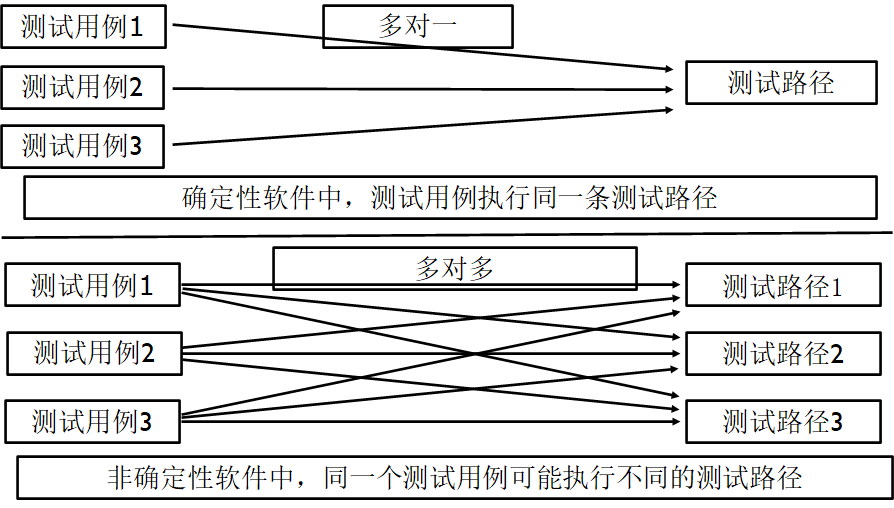 测试用例1
多对一
测试用例2
测试路径
测试用例3
确定性软件中，测试用例执行同一条测试路径
多对多
测试用例1
测试路径1
测试用例2
测试路径2
测试用例3
测试路径3
非确定性软件中，同一个测试用例可能执行不同的测试路径